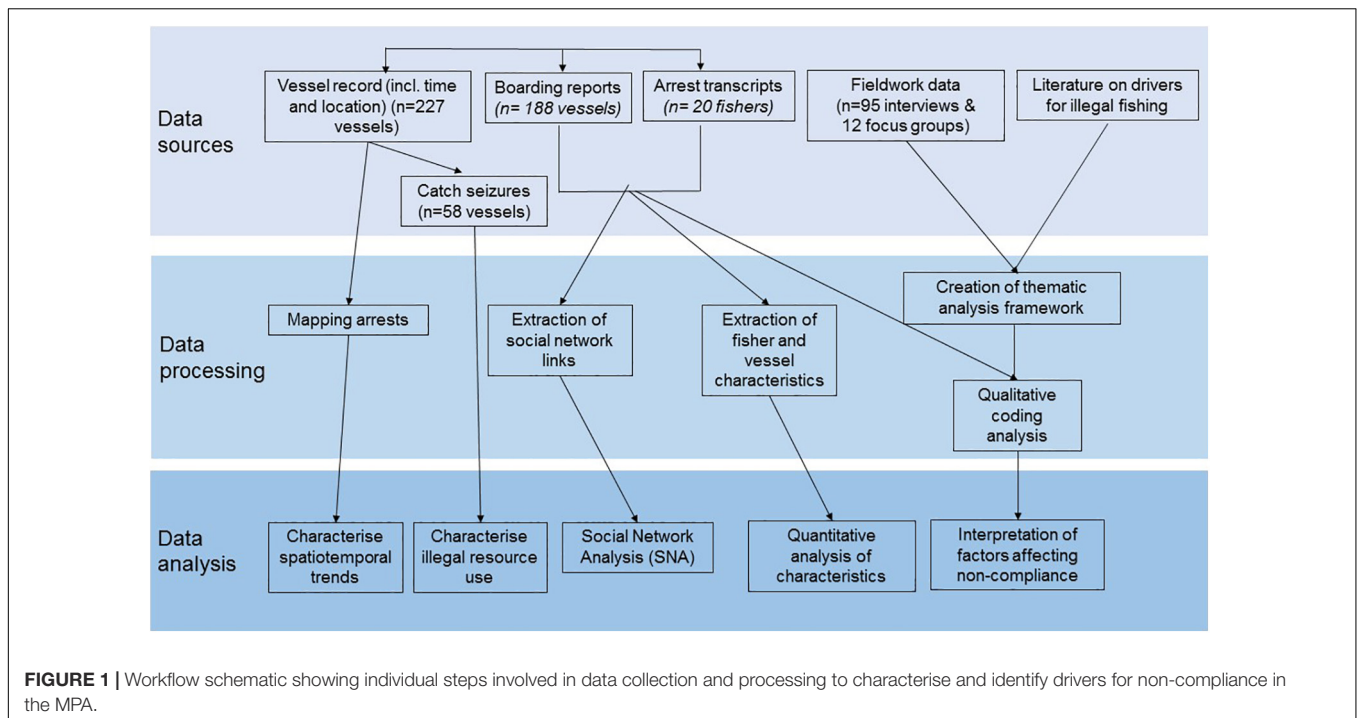 Data
sources
Vessel record (incl. time
and location) (n=227
vessels)
Boarding reports
(n= 188 vessels)
Arrest transcripts
(n= 20 fishers)
Fieldwork data
(n=95 interviews &
12 focus groups)
Literature on drivers
for illegal fishing
Catch seizures
(n=58 vessels)
Data
processing
Mapping arrests
Extraction of
social network
links
Extraction of
fisher and
vessel
characteristics
Creation of thematic
analysis framework
Qualitative
coding
analysis
Data
analysis
Characterise
spatiotemporal
trends
Characterise
illegal resource
use
Social Network
Analysis (SNA)
Quantitative
analysis of
characteristics
Interpretation of
factors affecting
non-compliance
FIGURE 1 | Workflow schematic showing individual steps involved in data collection and processing to characterise and identify drivers for non-compliance in
the MPA.